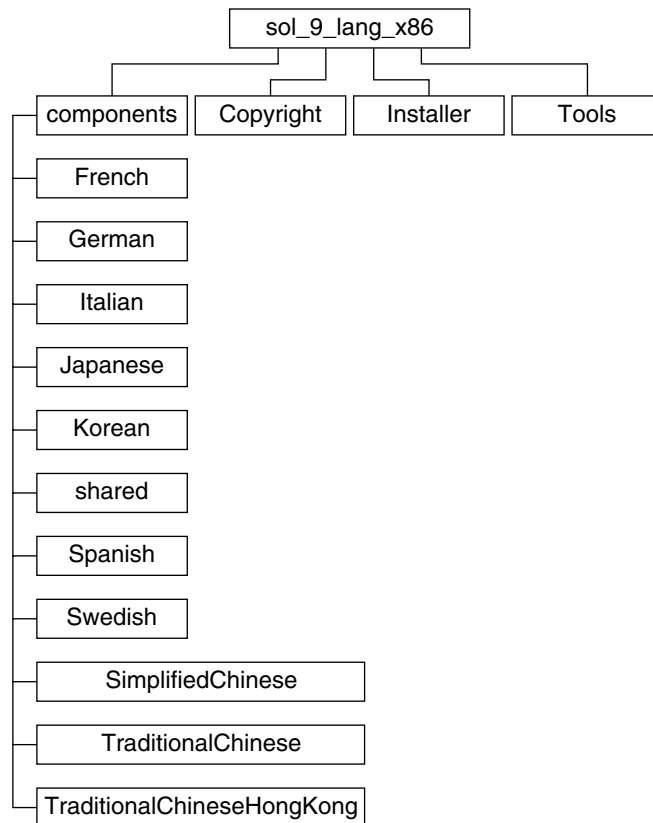 sol_9_lang_x86
components
Copyright
Installer
Tools
French
German
Italian
Japanese
Korean
shared
Spanish
Swedish
SimplifiedChinese
TraditionalChinese
TraditionalChineseHongKong